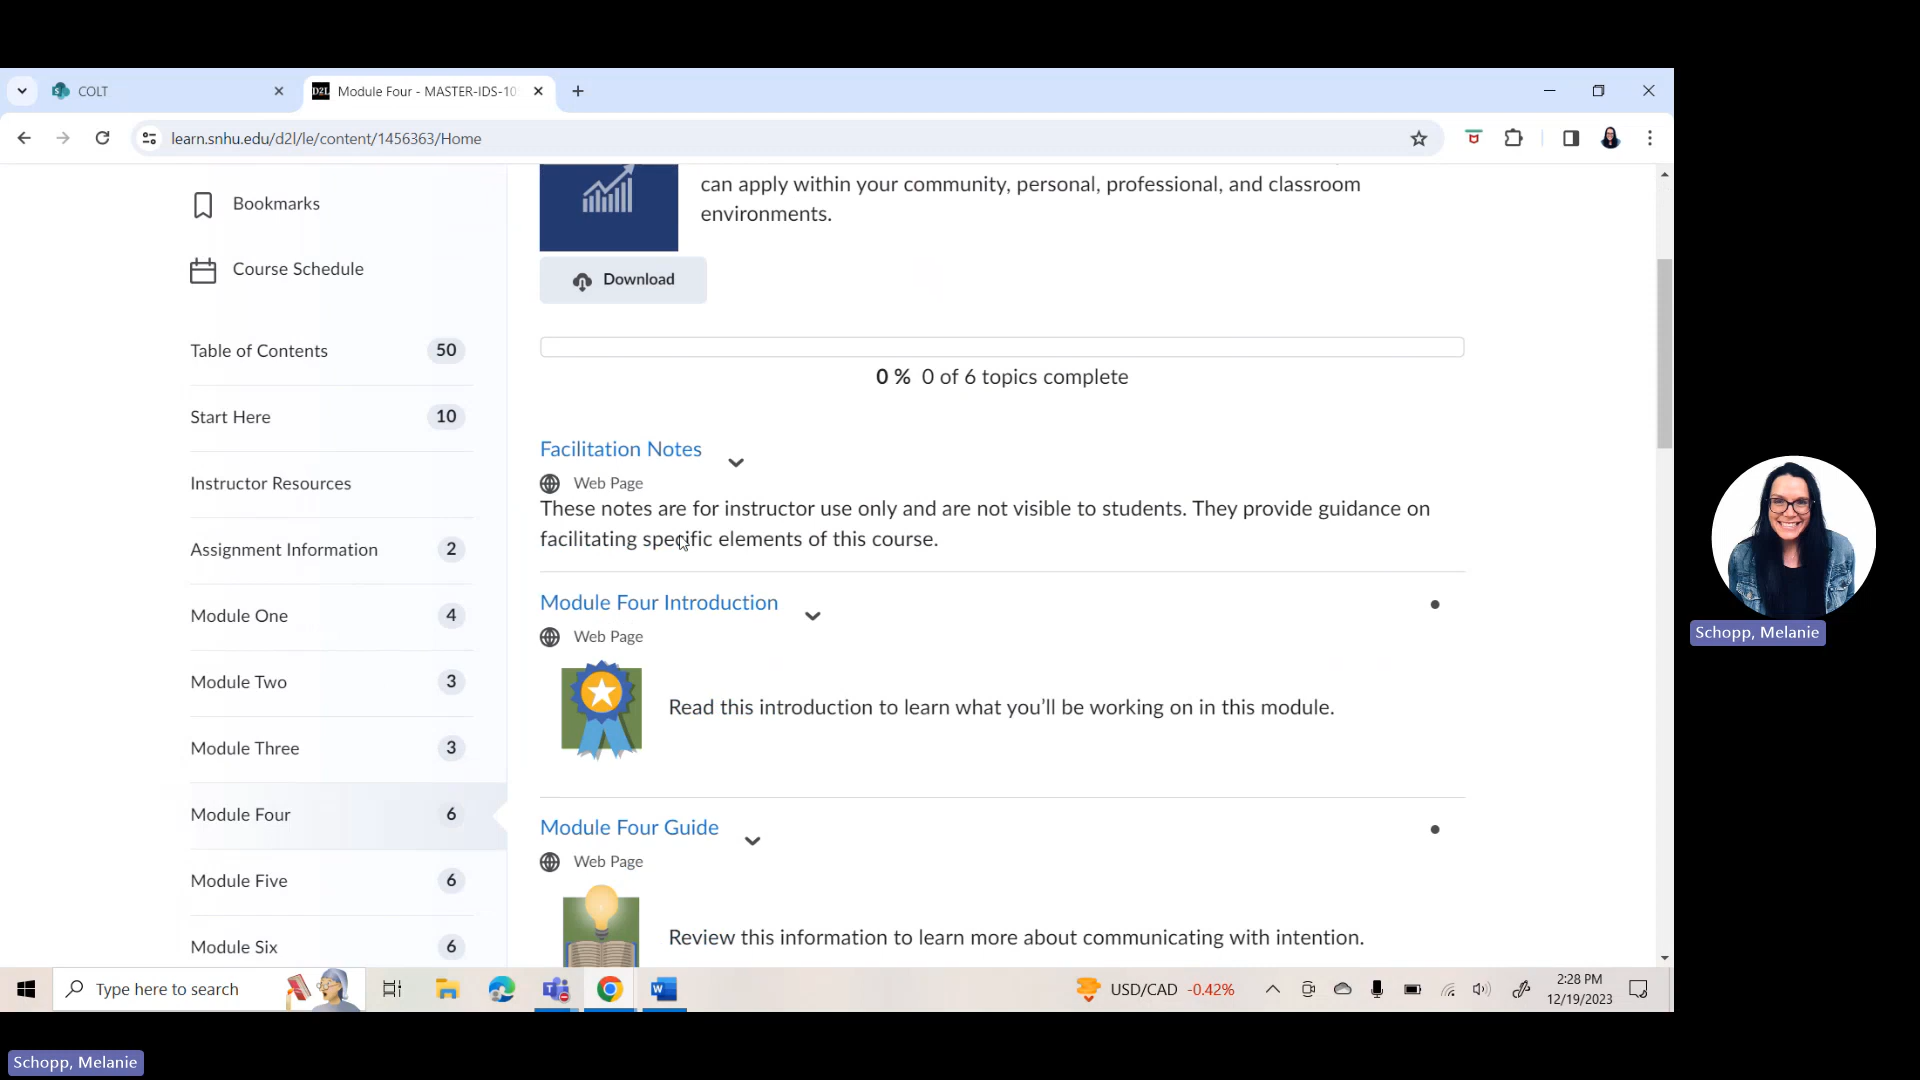 COLT
D2L Module Four - MASTER-IDS-10
learn.snhu.edu/d2l/le/content/1456363/Home
Bookmarks
Course Schedule
Table of Contents 50
Start Here 10
Instructor Resources
Assignment Information 2
Module One 4
Module Two 3
Module Three 3
Module Four 6
Module Five 6
Module Six 6
can apply within your community, personal, professional, and classroom
environments.
Download
0 % 0 of 6 topics complete
Facilitation Notes
Web Page
These notes are for instructor use only and are not visible to students. They provide guidance on
facilitating specific elements of this course.
Module Four Introduction
Web Page
Read this introduction to learn what you’ll be working on in this module.
Module Four Guide
Web Page
Review this information to learn more about communicating with intention.
Schopp, Melanie
Type here to search
USD/CAD -0.42%
2:28 PM
12/19/2023
Schopp, Melanie